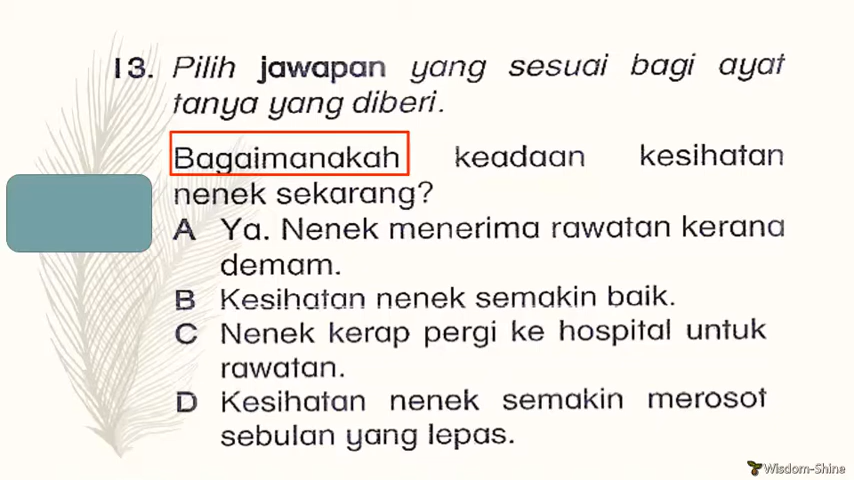 13. Pilih jawapan yang sesuai bagi ayat
tanya yang diberi.
Bagaimanakah keadaan kesihatan
nenek sekarang?
A Ya. Nenek menerima rawatan kerana
demam.
B Kesihatan nenek semakin baik.
C Nenek kerap pergi ke hospital untuk
rawatan.
D Kesihatan nenek semakin merosot
sebulan yang lepas.
Wisdom-Shine